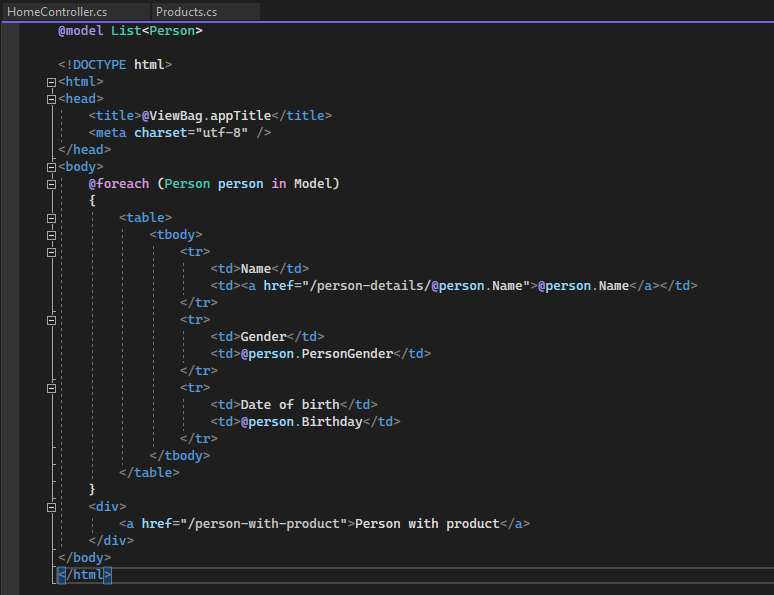 HomeController.cs Products.cs
@model List<Person>
<!DOCTYPE html>
<html>
<head>
<title>@ViewBag.appTitle</title>
<meta charset="utf-8" />
</head>
<body>
@foreach (Person person in Model)
{
<table>
<tbody>
<tr>
<td>Name</td>
<td><a href="/person-details/@person.Name">@person.Name</a></td>
</tr>
<tr>
<td>Gender</td>
<td>@person.PersonGender</td>
</tr>
<tr>
<td>Date of birth</td>
<td>@person.Birthday</td>
</tr>
</tbody>
</table>
}
<div>
<a href="/person-with-product">Person with product</a>
</div>
</body>
</html>